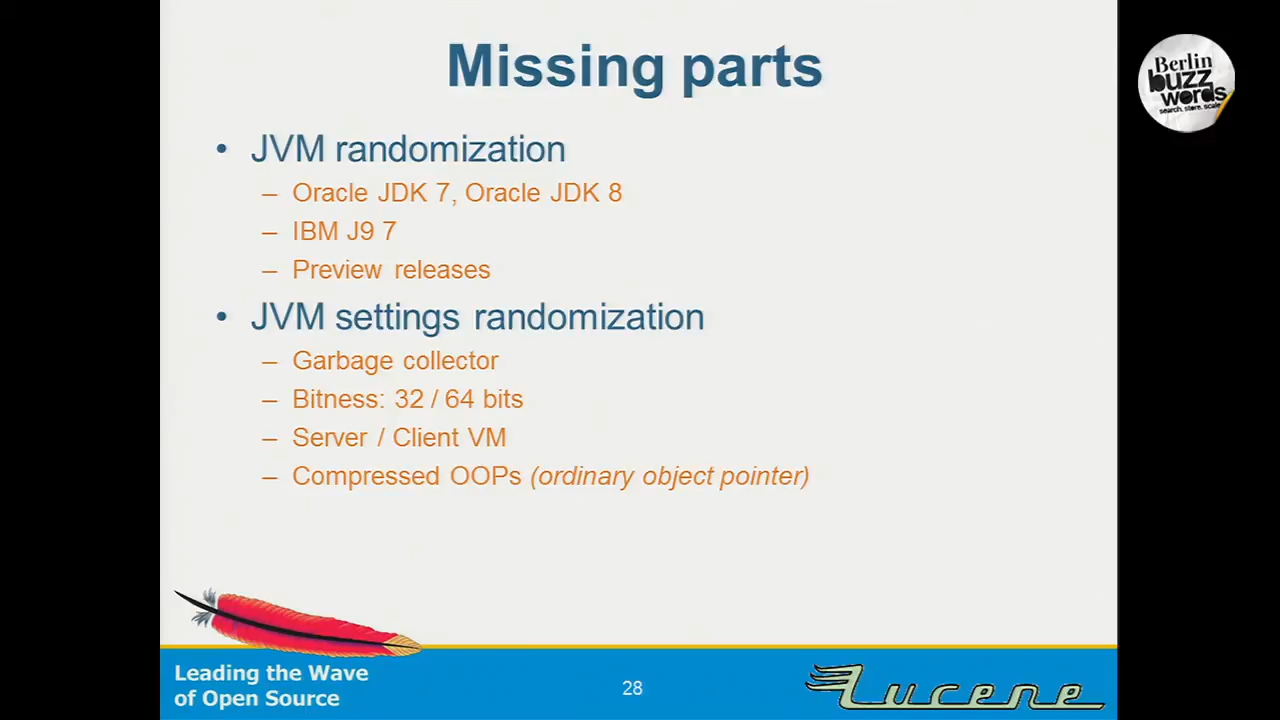 Missing parts
• JVM randomization
– Oracle JDK 7, Oracle JDK 8
– IBM J9 7
– Preview releases
• JVM settings randomization
– Garbage collector
– Bitness: 32 / 64 bits
– Server / Client VM
– Compressed OOPs (ordinary object pointer)
Leading the Wave
of Open Source
28
Lucene
Berlin
buzz
words
search. store. scale.